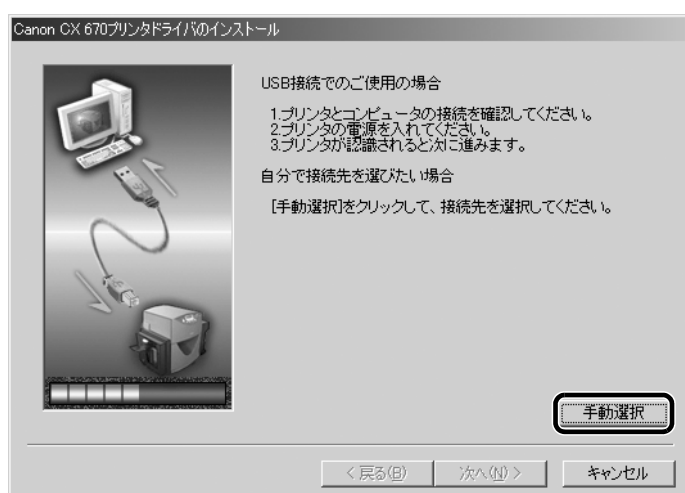 Canon CX 670プリンタドライバのインストール
USB接続でのご使用の場合
1.プリンタとコンピュータの接続を確認してください。
2.プリンタの電源を入れてください。
3.プリンタが認識されると次に進みます。
自分で接続先を選びたい場合
[手動選択]をクリックして、接続先を選択してください。
手動選択
< 戻る(B)
次へ(N) >
キャンセル